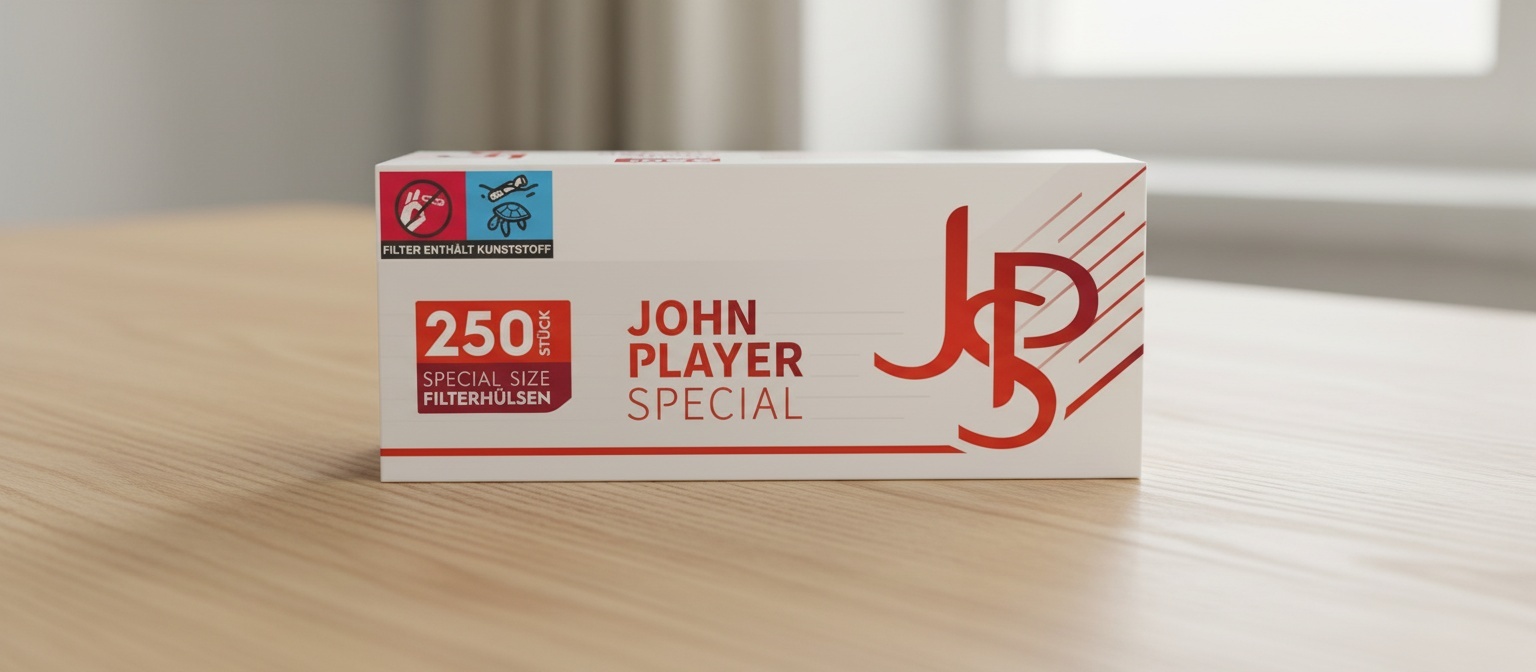 FILTER ENTHÄLT KUNSTSTOFF
250 STÜCK
SPECIAL SIZE
FILTERHÜLSEN
JOHN
PLAYER
SPECIAL
JPS